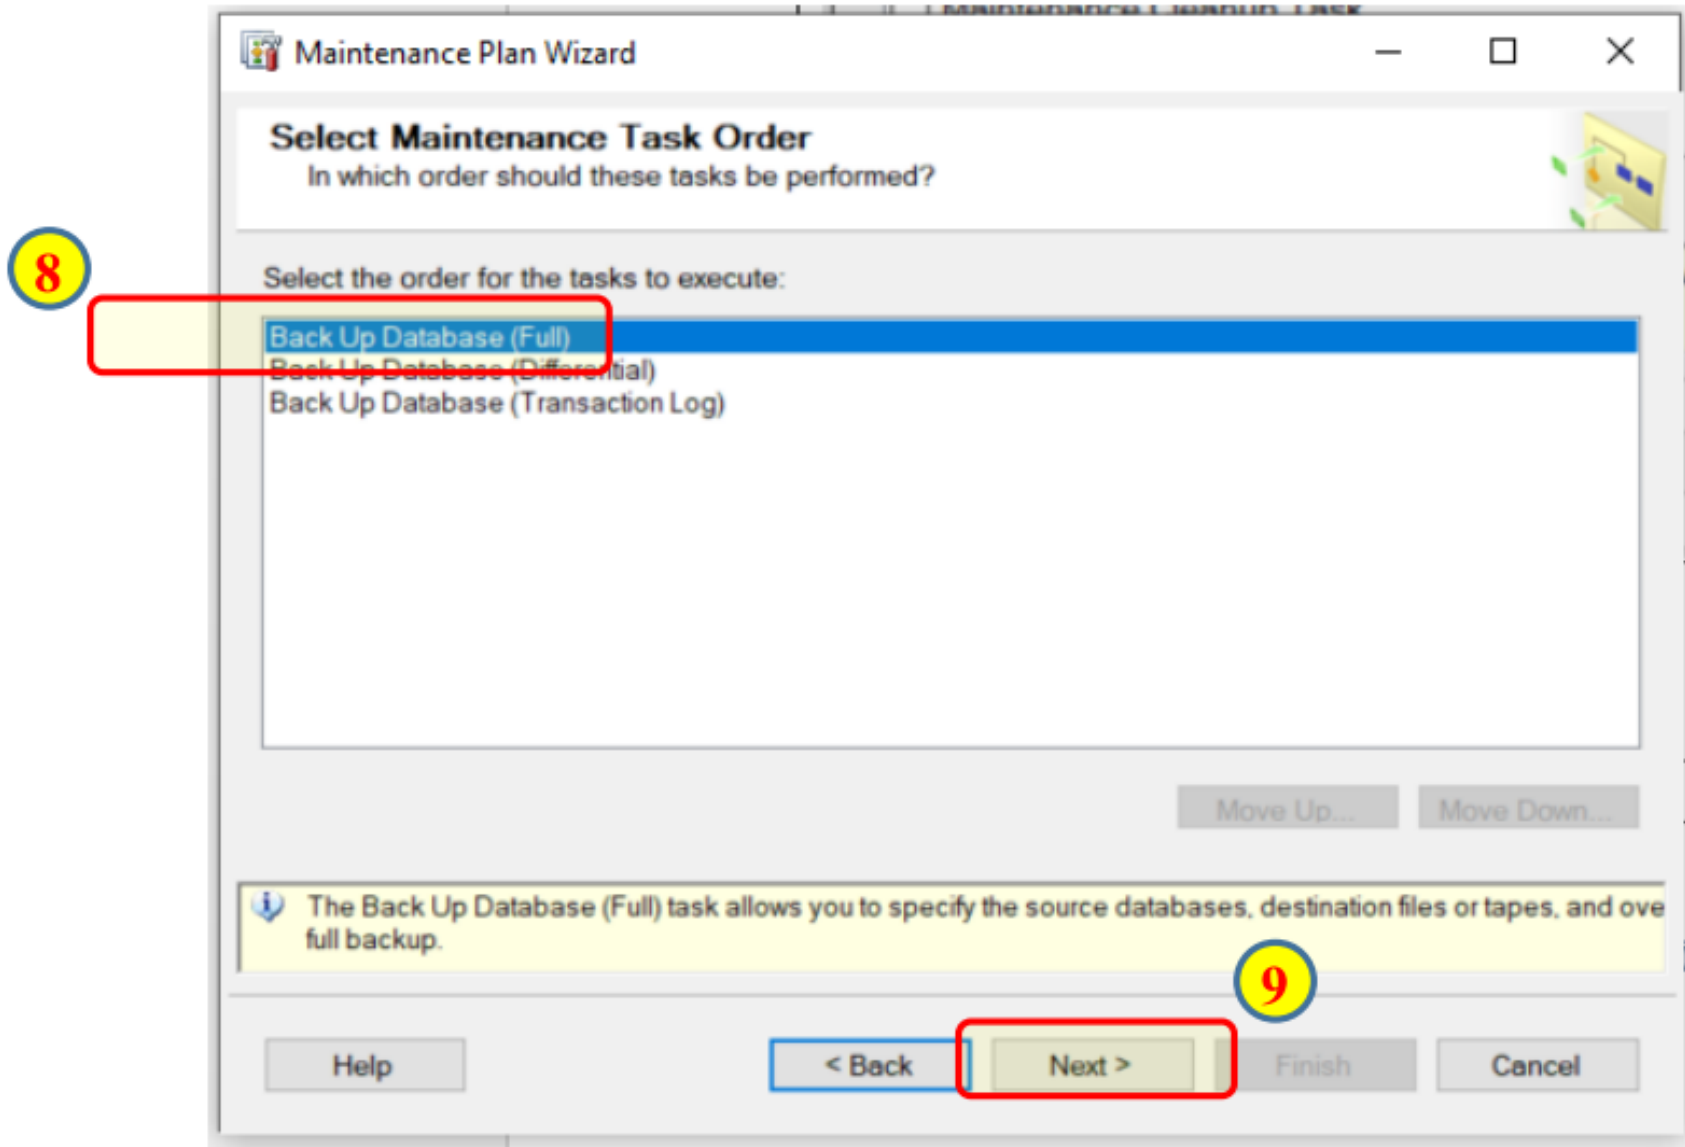 Maintenance Cleanup Task
Maintenance Plan Wizard
Select Maintenance Task Order
In which order should these tasks be performed?
8
Select the order for the tasks to execute:
Back Up Database (Full)
Back Up Database (Differential)
Back Up Database (Transaction Log)
Move Up...
Move Down...
The Back Up Database (Full) task allows you to specify the source databases, destination files or tapes, and ove
full backup.
9
Help
< Back
Next >
Finish
Cancel